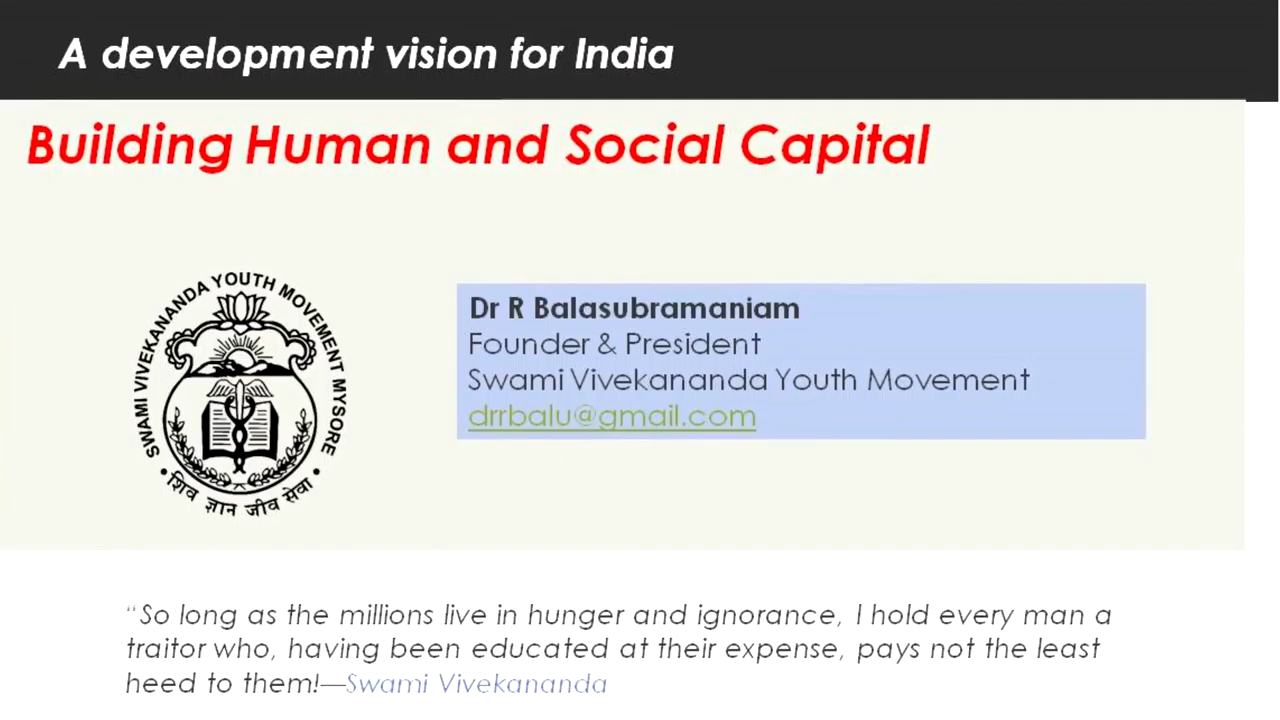 A development vision for India
Building Human and Social Capital
SWAMI VIVEKANANDA YOUTH MOVEMENT MYSORE
• शिव ज्ञान जीव सेवा •
Dr R Balasubramaniam
Founder & President
Swami Vivekananda Youth Movement
drrbalu@gmail.com
“So long as the millions live in hunger and ignorance, I hold every man a
traitor who, having been educated at their expense, pays not the least
heed to them!—Swami Vivekananda